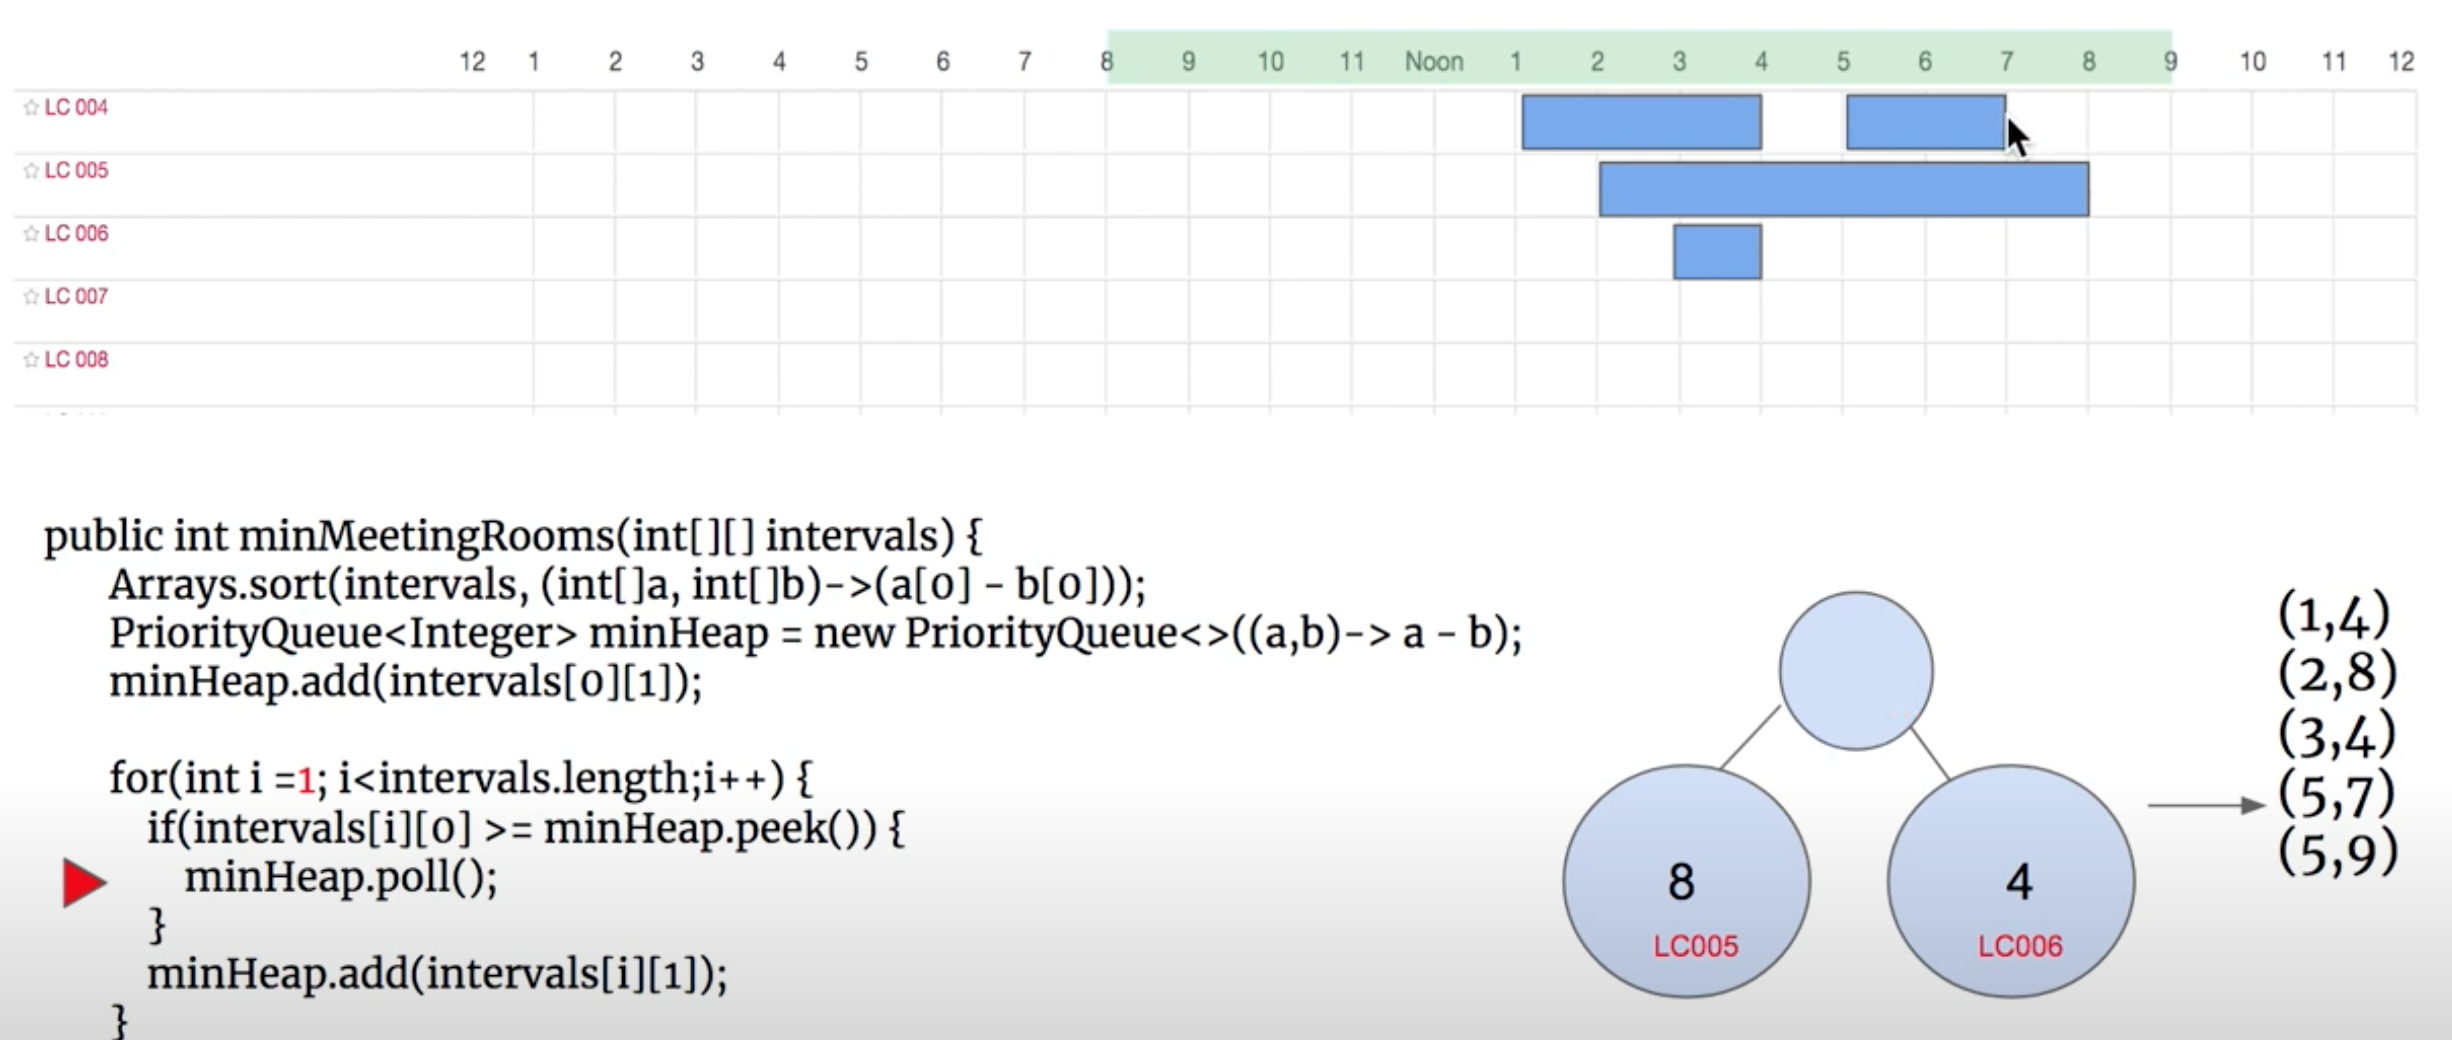 12 1 2 3 4 5 6 7 8 9 10 11 Noon 1 2 3 4 5 6 7 8 9 10 11 12
LC 004
LC 005
LC 006
LC 007
LC 008
public int minMeetingRooms(int[][] intervals) {
Arrays.sort(intervals, (int[]a, int[]b)->(a[0] - b[0]));
PriorityQueue<Integer> minHeap = new PriorityQueue<>((a,b)-> a - b);
minHeap.add(intervals[0][1]);
for(int i =1; i<intervals.length;i++) {
if(intervals[i][0] >= minHeap.peek()) {
minHeap.poll();
}
minHeap.add(intervals[i][1]);
}
8
LC005
4
LC006
(1,4)
(2,8)
(3,4)
(5,7)
(5,9)